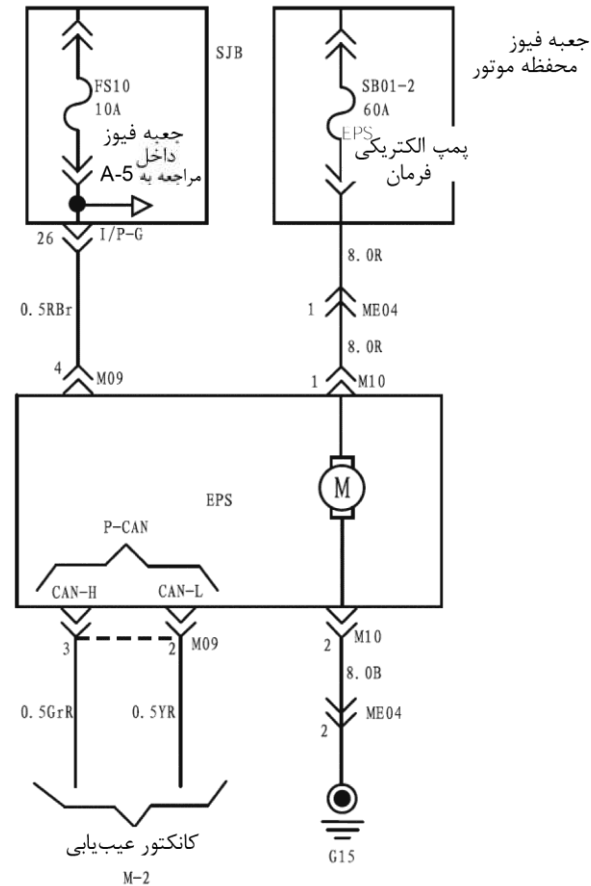 SJB
FS10
10A
جعبه فیوز
داخل
مراجعه به A-5
26
I/P-G
0.5RBr
4
M09
جعبه فیوز
محفظه موتور
SB01-2
60A
EPS
پمپ الکتریکی
فرمان
8.0R
1
ME04
8.0R
1
M10
EPS
M
P-CAN
CAN-H
CAN-L
3
2
M09
0.5GrR
0.5YR
کانکتور عیب‌یابی
M-2
2
M10
8.0B
2
ME04
G15